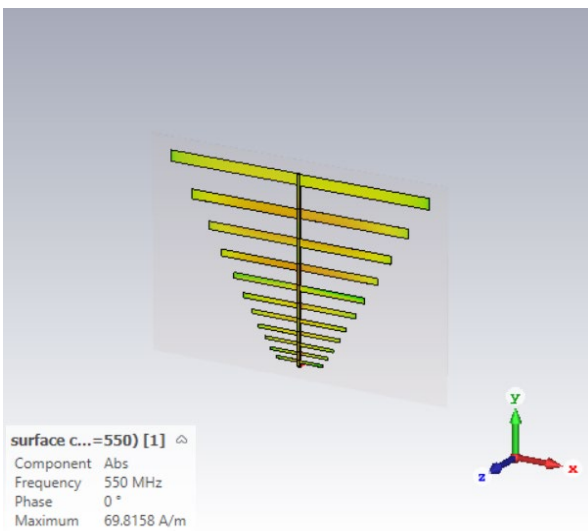 y
x
z
surface c...=550) [1]
Component Abs
Frequency 550 MHz
Phase 0 °
Maximum 69.8158 A/m